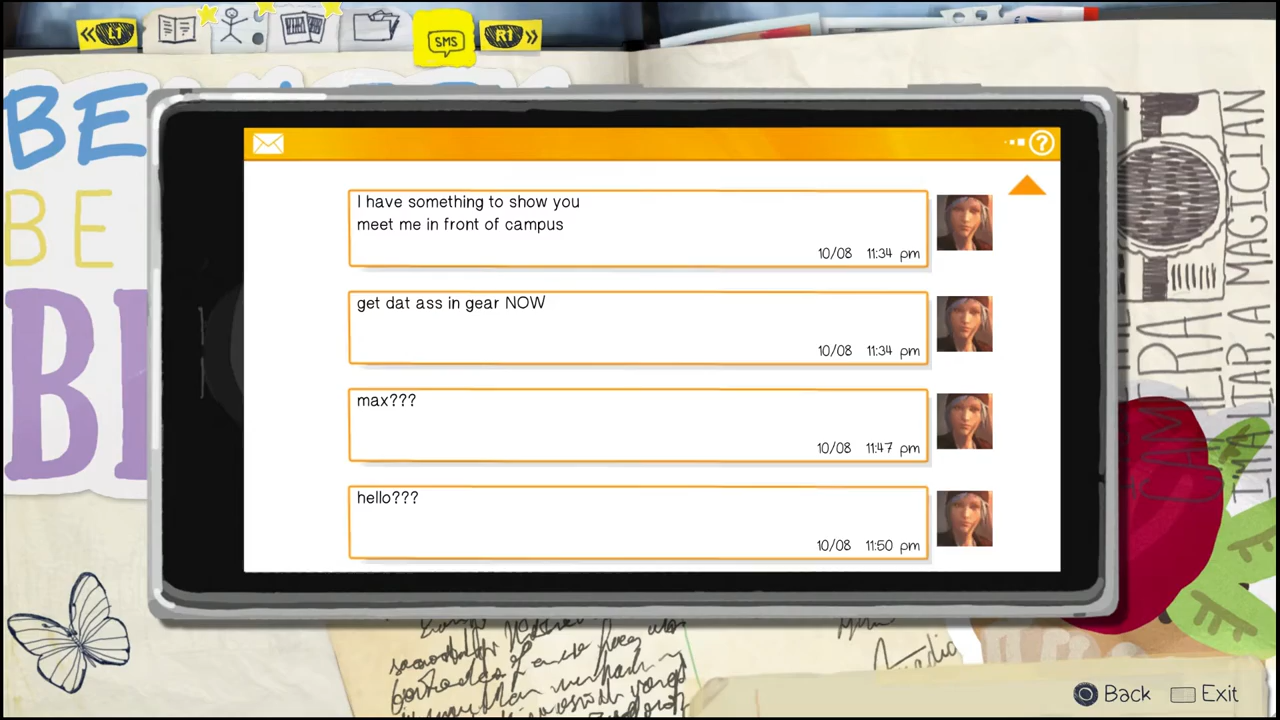 L1
SMS
R1
BE
BE
I have something to show you
meet me in front of campus
10/08 11:34 pm
get dat ass in gear NOW
10/08 11:34 pm
max???
10/08 11:47 pm
hello???
10/08 11:50 pm
CAMERA
I'M A LIAR, A MAGICIAN
Back
Exit